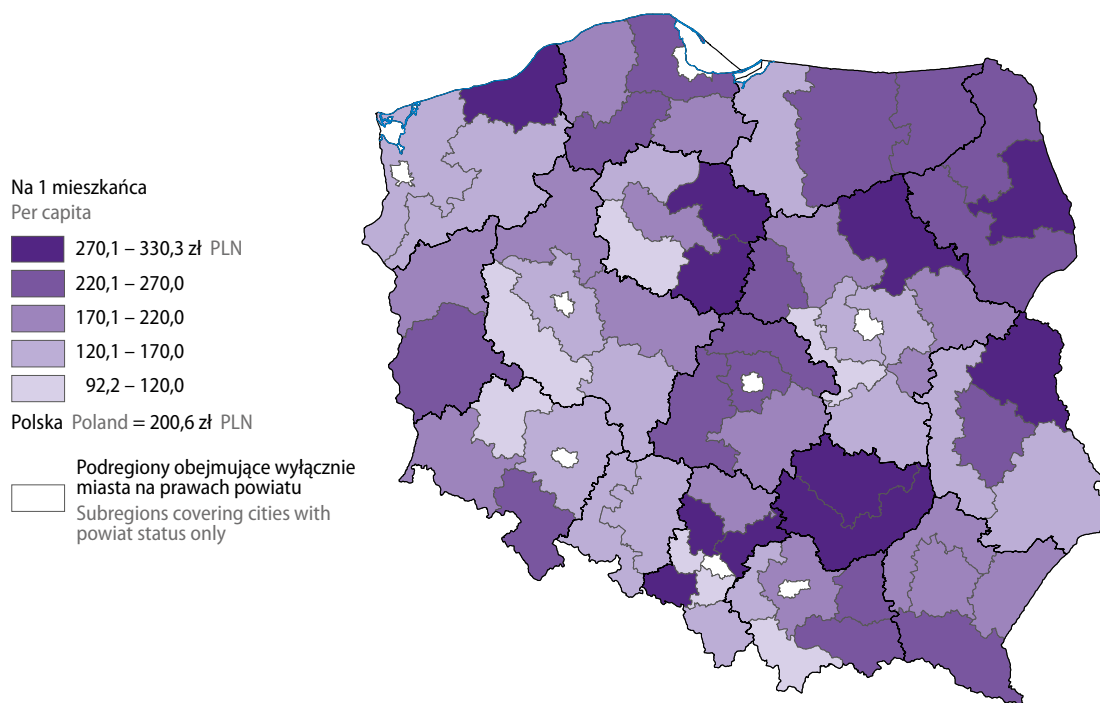 Na 1 mieszkańca
Per capita
270,1 – 330,3 zł PLN
220,1 – 270,0
170,1 – 220,0
120,1 – 170,0
92,2 – 120,0
Polska Poland = 200,6 zł PLN
Podregiony obejmujące wyłącznie
miasta na prawach powiatu
Subregions covering cities with
powiat status only